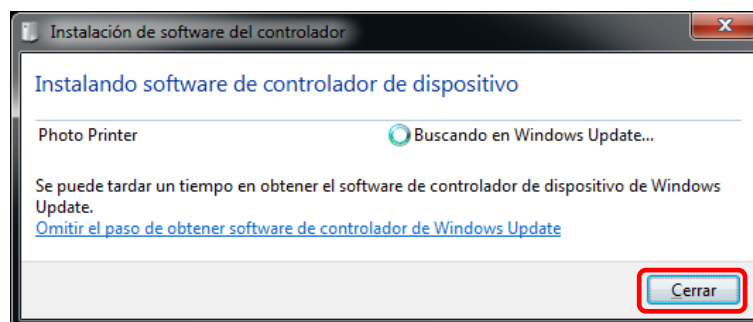 Instalación de software del controlador
Instalando software de controlador de dispositivo
Photo Printer Buscando en Windows Update...
Se puede tardar un tiempo en obtener el software de controlador de dispositivo de Windows
Update.
Omitir el paso de obtener software de controlador de Windows Update
Cerrar